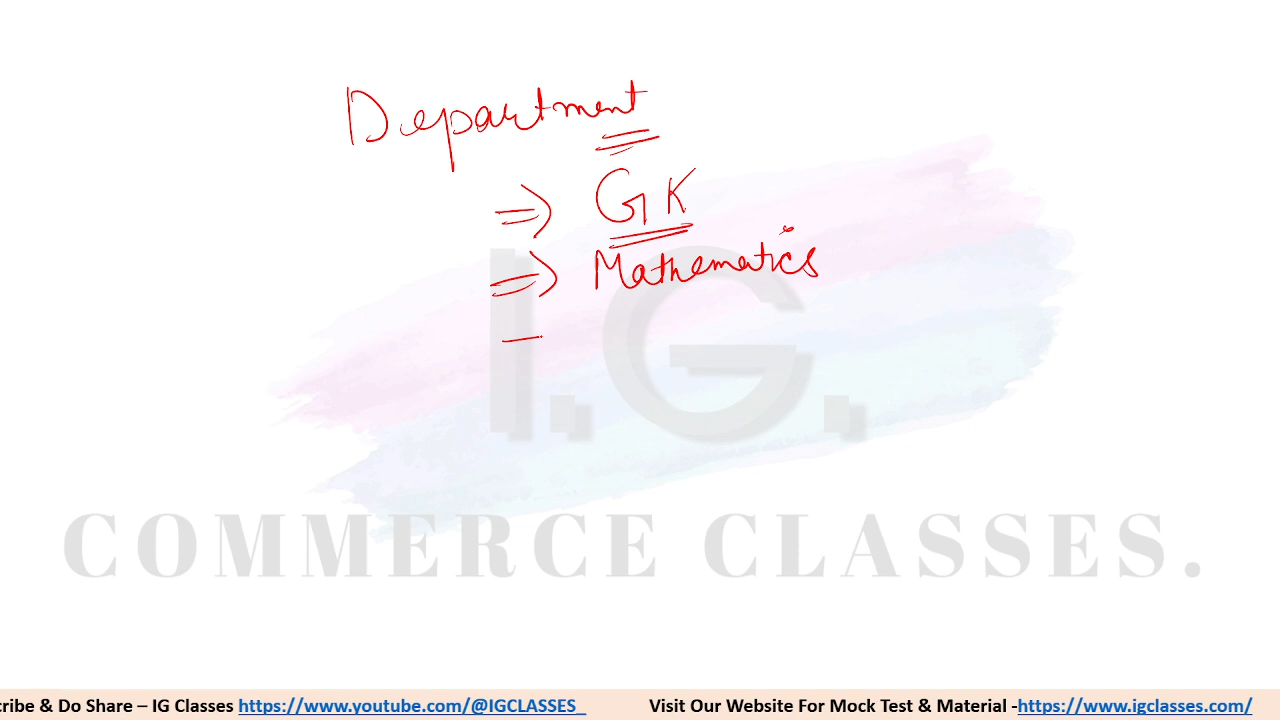 Department
⇒ GK
⇒ Mathematics
I.G.
COMMERCE CLASSES.
cribe & Do Share – IG Classes https://www.youtube.com/@IGCLASSES_ Visit Our Website For Mock Test & Material -https://www.igclasses.com/